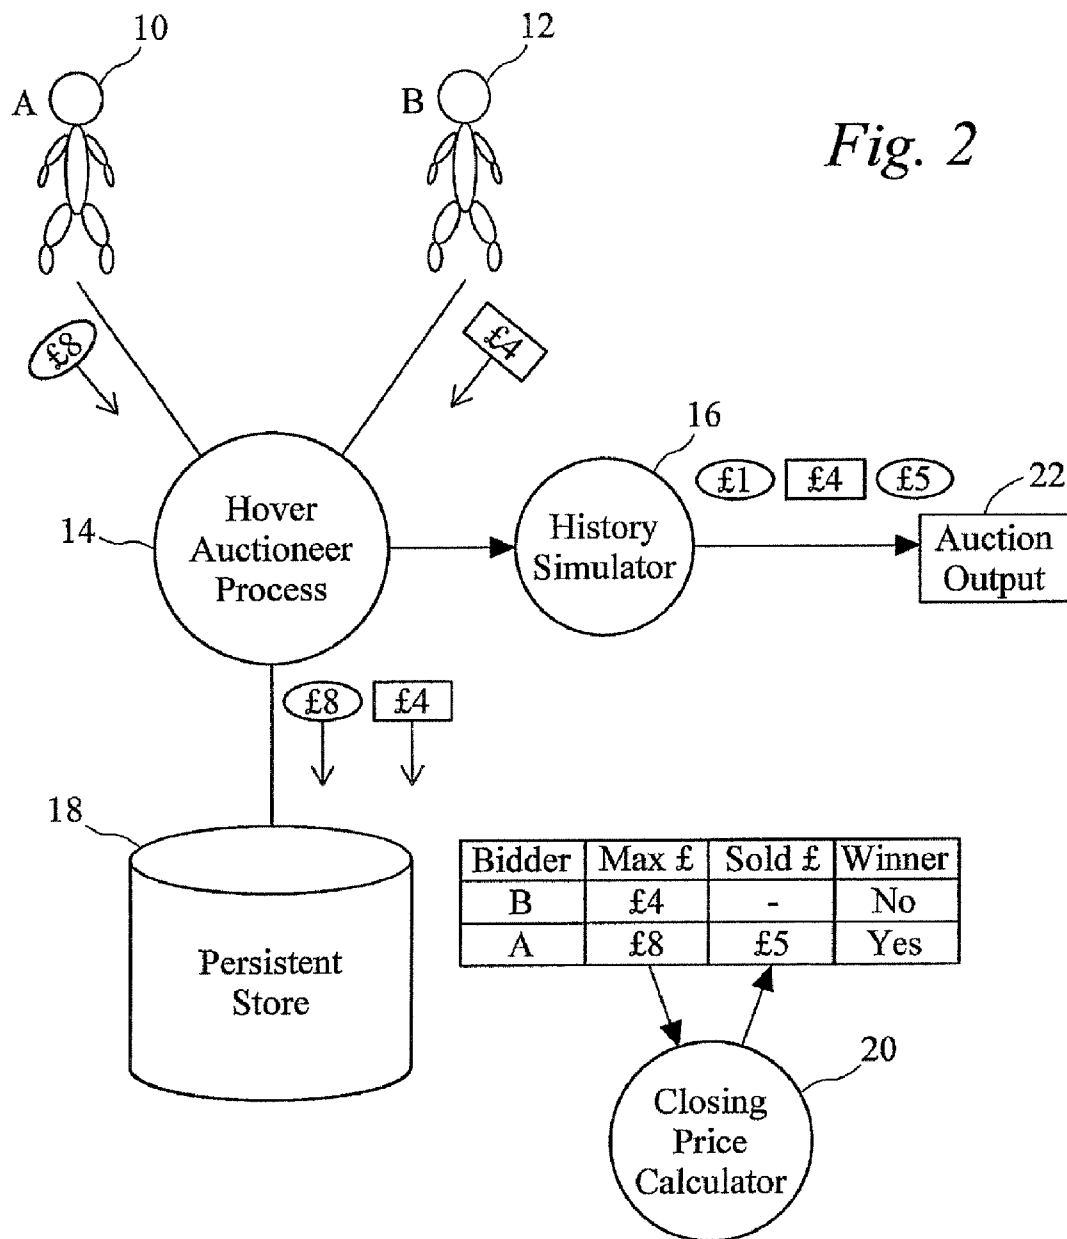 10
12
A
B
Fig. 2
£8
£4
16
£1 £4 £5
22
14
Hover
Auctioneer
Process
History
Simulator
Auction
Output
£8 £4
18
Persistent
Store
Bidder Max £ Sold £ Winner
B £4 - No
A £8 £5 Yes
20
Closing
Price
Calculator